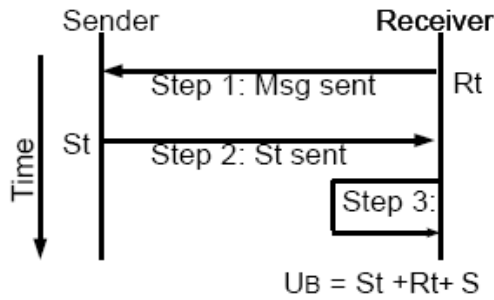 Sender
Receiver
Step 1: Msg sent
Rt
St
Step 2: St sent
Time
Step 3:
UB = St +Rt+ S